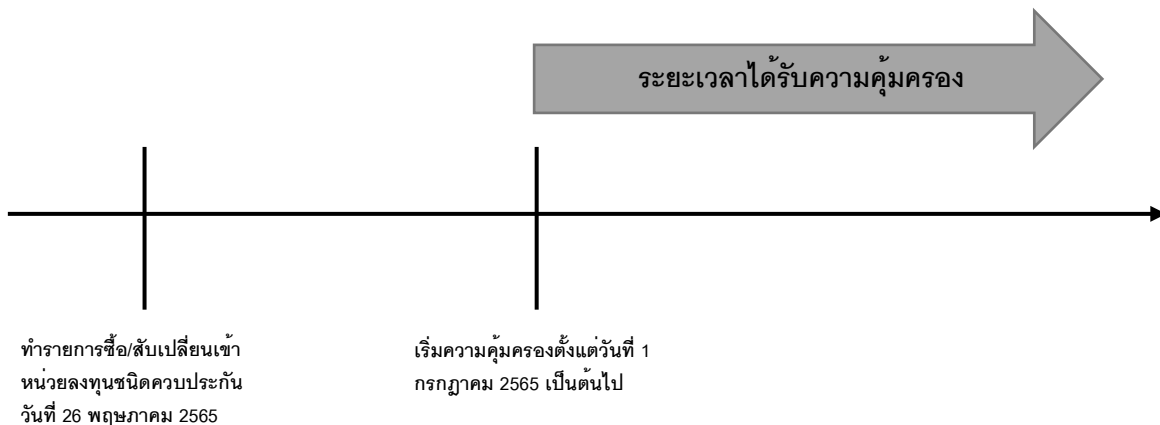 ระยะเวลาได้รับความคุ้มครอง
ทำรายการซื้อ/สับเปลี่ยนเข้า
หน่วยลงทุนชนิดควบประกัน
วันที่ 26 พฤษภาคม 2565
เริ่มความคุ้มครองตั้งแต่วันที่ 1
กรกฎาคม 2565 เป็นต้นไป